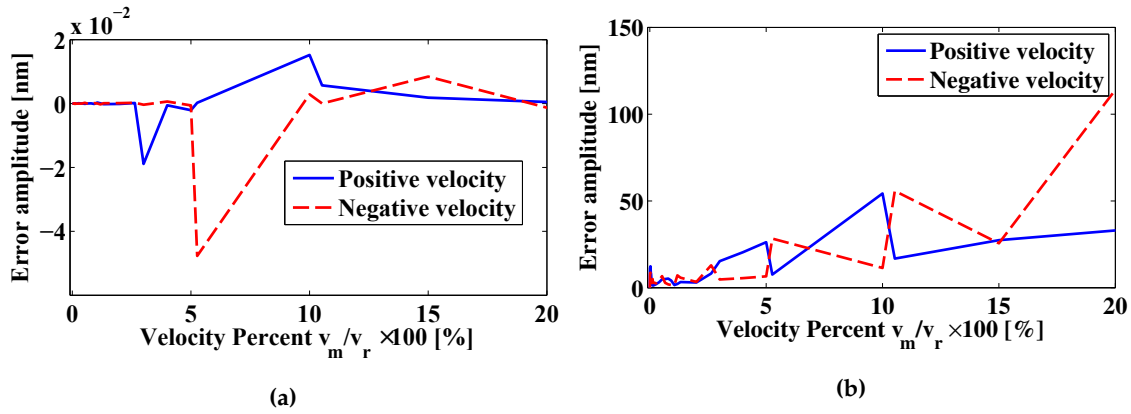 x 10⁻²
Error amplitude [nm]
2
0
−2
−4
Positive velocity
Negative velocity
0 5 10 15 20
Velocity Percent v_m/v_r ×100 [%]
(a)
Error amplitude [nm]
150
100
50
0
Positive velocity
Negative velocity
0 5 10 15 20
Velocity Percent v_m/v_r ×100 [%]
(b)